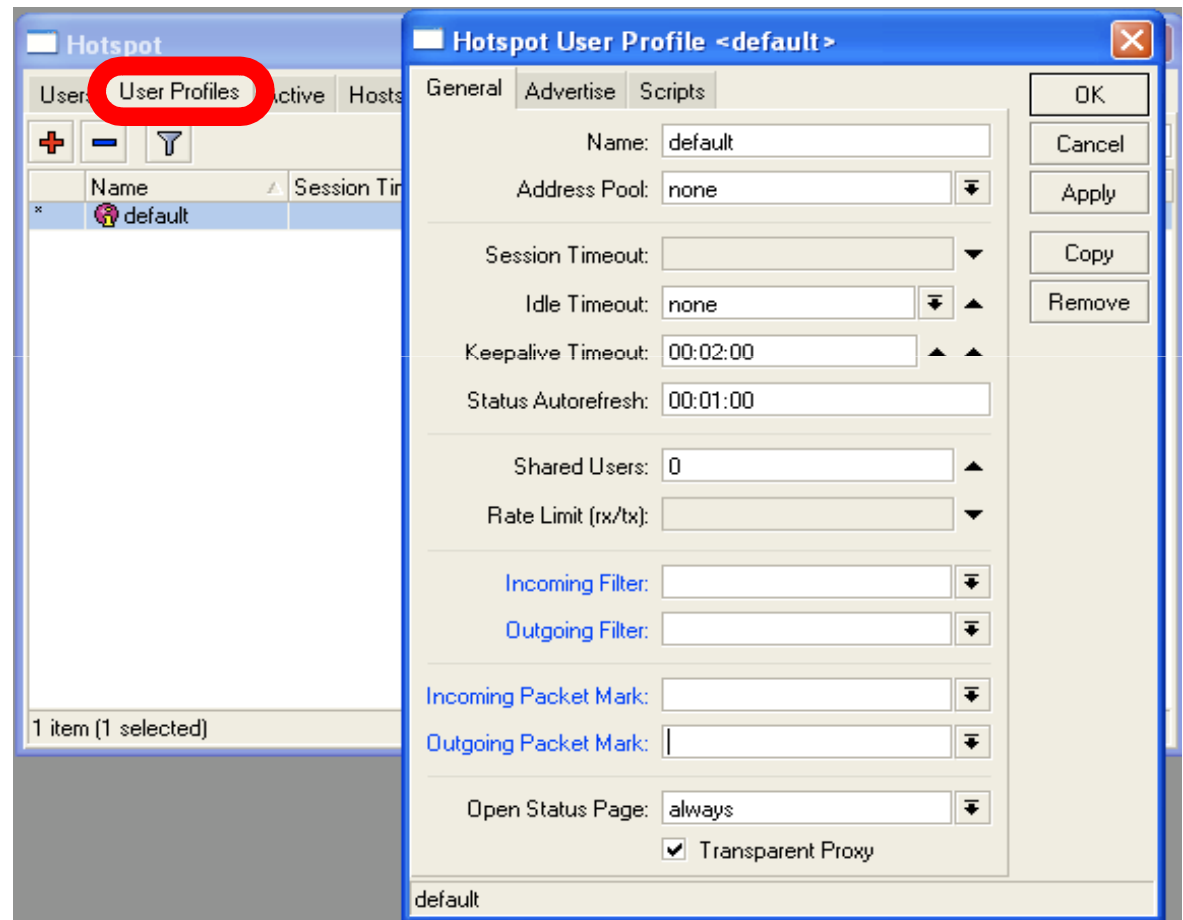 Hotspot
Users User Profiles Active Hosts
Name Session Tim
* default
1 item (1 selected)
Hotspot User Profile <default>
General Advertise Scripts
Name: default
Address Pool: none
Session Timeout:
Idle Timeout: none
Keepalive Timeout: 00:02:00
Status Autorefresh: 00:01:00
Shared Users: 0
Rate Limit (rx/tx):
Incoming Filter:
Outgoing Filter:
Incoming Packet Mark:
Outgoing Packet Mark:
Open Status Page: always
Transparent Proxy
default
OK
Cancel
Apply
Copy
Remove